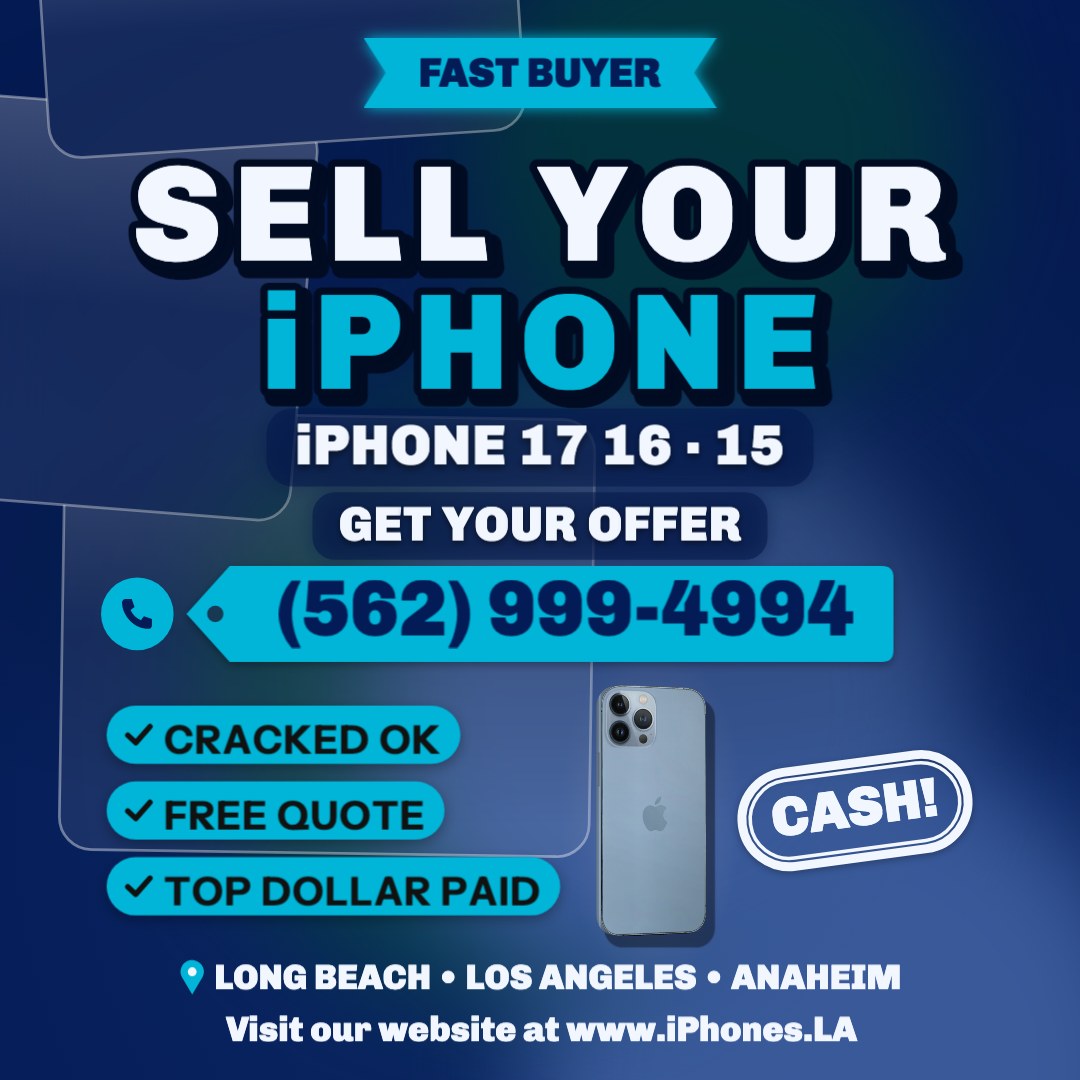 FAST BUYER
SELL YOUR
iPHONE
iPHONE 17 16 · 15
GET YOUR OFFER
(562) 999-4994
CRACKED OK
FREE QUOTE
TOP DOLLAR PAID
CASH!
LONG BEACH • LOS ANGELES • ANAHEIM
Visit our website at www.iPhones.LA